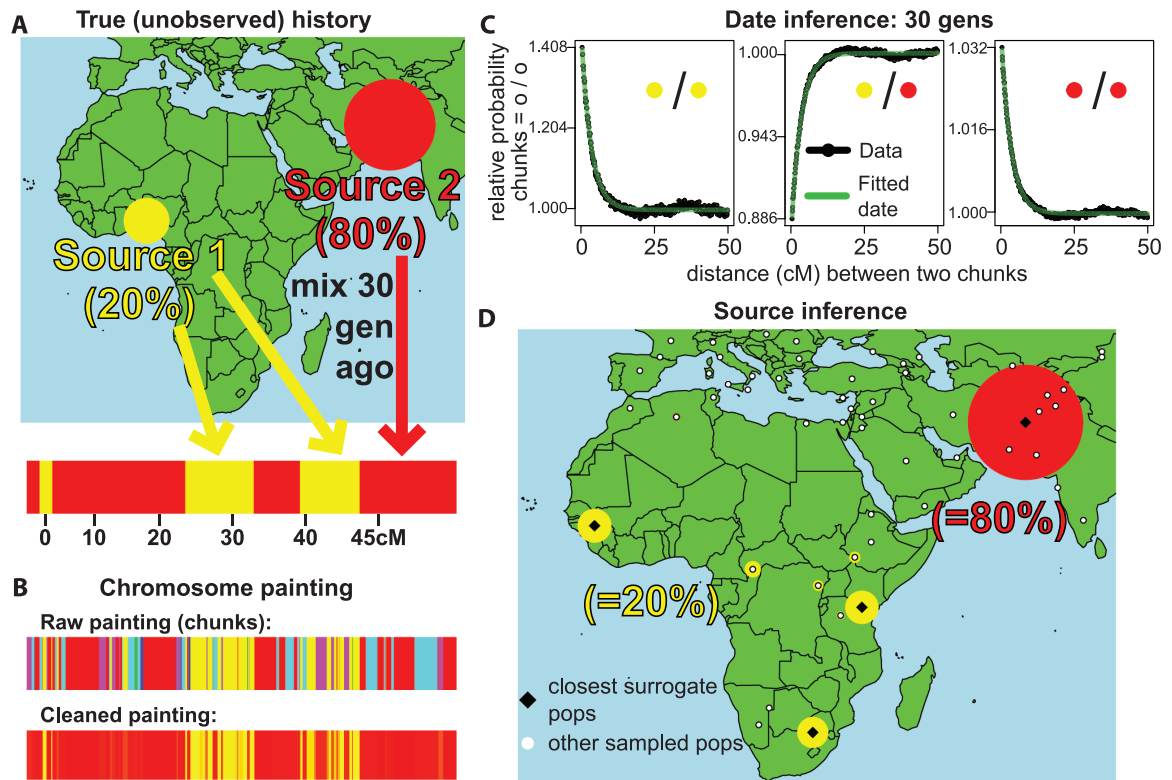 A
True (unobserved) history
Source 2
(80%)
Source 1
(20%)
mix 30
gen
ago
0 10 20 30 40 45cM
B
Chromosome painting
Raw painting (chunks):
Cleaned painting:
C
Date inference: 30 gens
relative probability
chunks = o / o
1.408
1.204
1.000
0 25 50
/
1.000
0.943
0.886
0 25 50
/
Data
Fitted
date
1.032
1.016
1.000
0 25 50
/
distance (cM) between two chunks
D
Source inference
(=80%)
(=20%)
closest surrogate
pops
other sampled pops